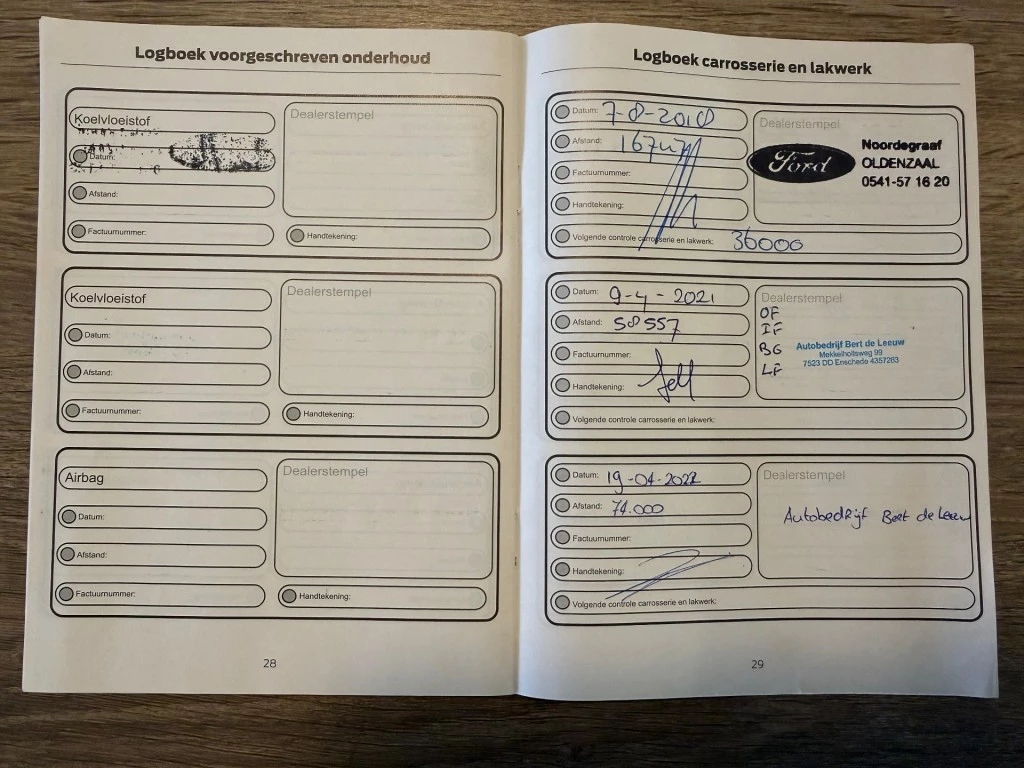 Logboek voorgeschreven onderhoud
Koelvloeistof
Datum:
Afstand:
Factuurnummer:
Dealerstempel
Handtekening:
Koelvloeistof
Datum:
Afstand:
Factuurnummer:
Dealerstempel
Handtekening:
Airbag
Datum:
Afstand:
Factuurnummer:
Dealerstempel
Handtekening:
28
Logboek carrosserie en lakwerk
Datum: 7-8-2018
Afstand:
Factuurnummer:
Handtekening:
Volgende controle carrosserie en lakwerk: 36000
Dealerstempel
Ford
Noordegraaf
OLDENZAAL
0541-57 16 20
Datum: 9-4-2021
Afstand: 58557
Factuurnummer:
Handtekening:
Volgende controle carrosserie en lakwerk:
Dealerstempel
OF
IF
BG
LF
Autobedrijf Bert de Leeuw
Mekkelholtsweg 99
7523 DD Enschede 4357263
Datum: 19-04-2022
Afstand: 74.000
Factuurnummer:
Handtekening:
Volgende controle carrosserie en lakwerk:
Dealerstempel
Autobedrijf Bert de Leeuw
29